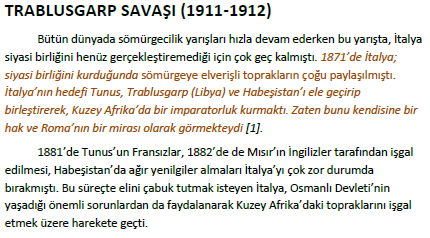 TRABLUSGARP SAVAŞI (1911-1912)
Bütün dünyada sömürgecilik yarışları hızla devam ederken bu yarışta, İtalya
siyasi birliğini henüz gerçekleştiremediği için çok geç kalmıştı. 1871’de İtalya;
siyasi birliğini kurduğunda sömürgeye elverişli toprakların çoğu paylaşılmıştı.
İtalya’nın hedefi Tunus, Trablusgarp (Libya) ve Habeşistan’ı ele geçirip
birleştirerek, Kuzey Afrika’da bir imparatorluk kurmaktı. Zaten bunu kendisine bir
hak ve Roma’nın bir mirası olarak görmekteydi [1].
1881’de Tunus’un Fransızlar, 1882’de de Mısır’ın İngilizler tarafından işgal
edilmesi, Habeşistan’da ağır yenilgiler almaları İtalya’yı çok zor durumda
bırakmıştı. Bu süreçte elini çabuk tutmak isteyen İtalya, Osmanlı Devleti’nin
yaşadığı önemli sorunlardan da faydalanarak Kuzey Afrika’daki topraklarını işgal
etmek üzere harekete geçti.